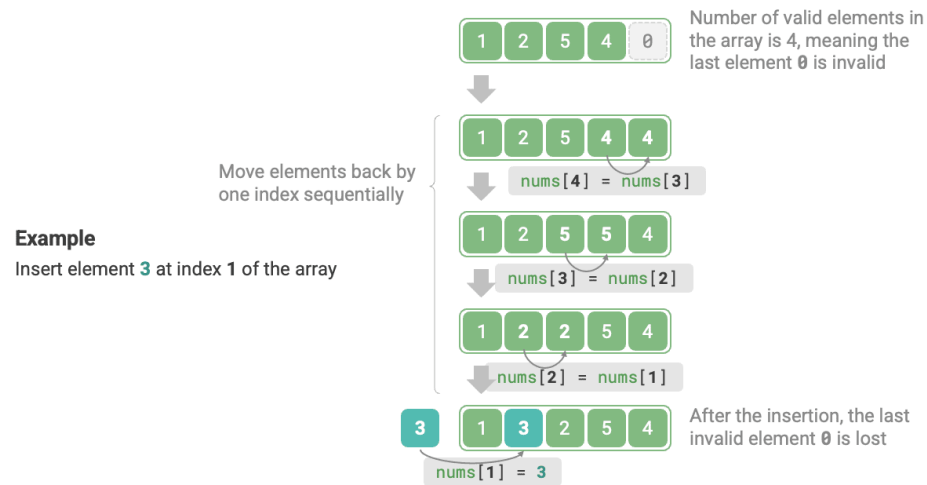 1 2 5 4 0
Number of valid elements in
the array is 4, meaning the
last element 0 is invalid
1 2 5 4 4
nums[4] = nums[3]
Move elements back by
one index sequentially
Example
Insert element 3 at index 1 of the array
1 2 5 5 4
nums[3] = nums[2]
1 2 2 5 4
nums[2] = nums[1]
3
1 3 2 5 4
nums[1] = 3
After the insertion, the last
invalid element 0 is lost